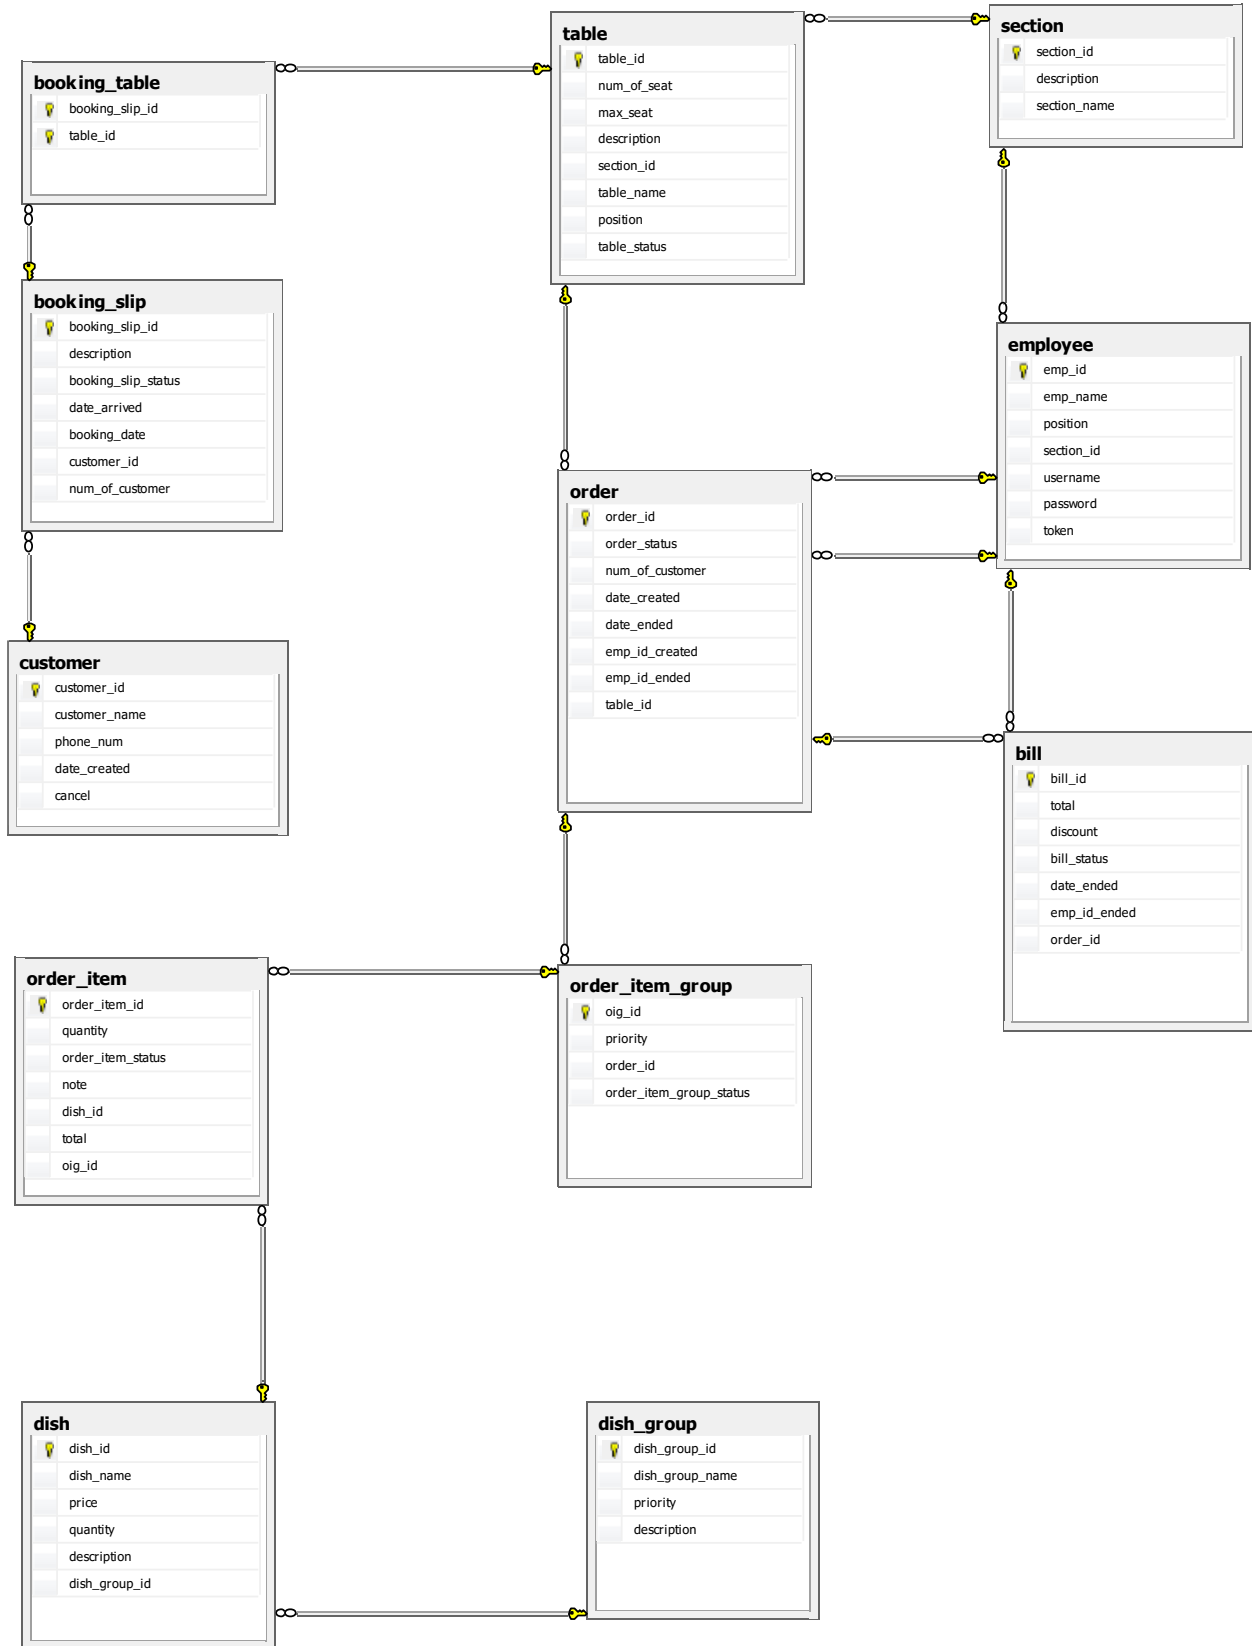 table
table_id
num_of_seat
max_seat
description
section_id
table_name
position
table_status
section
section_id
description
section_name
booking_table
booking_slip_id
table_id
booking_slip
booking_slip_id
description
booking_slip_status
date_arrived
booking_date
customer_id
num_of_customer
employee
emp_id
emp_name
position
section_id
username
password
token
order
order_id
order_status
num_of_customer
date_created
date_ended
emp_id_created
emp_id_ended
table_id
customer
customer_id
customer_name
phone_num
date_created
cancel
bill
bill_id
total
discount
bill_status
date_ended
emp_id_ended
order_id
order_item
order_item_id
quantity
order_item_status
note
dish_id
total
oig_id
order_item_group
oig_id
priority
order_id
order_item_group_status
dish
dish_id
dish_name
price
quantity
description
dish_group_id
dish_group
dish_group_id
dish_group_name
priority
description